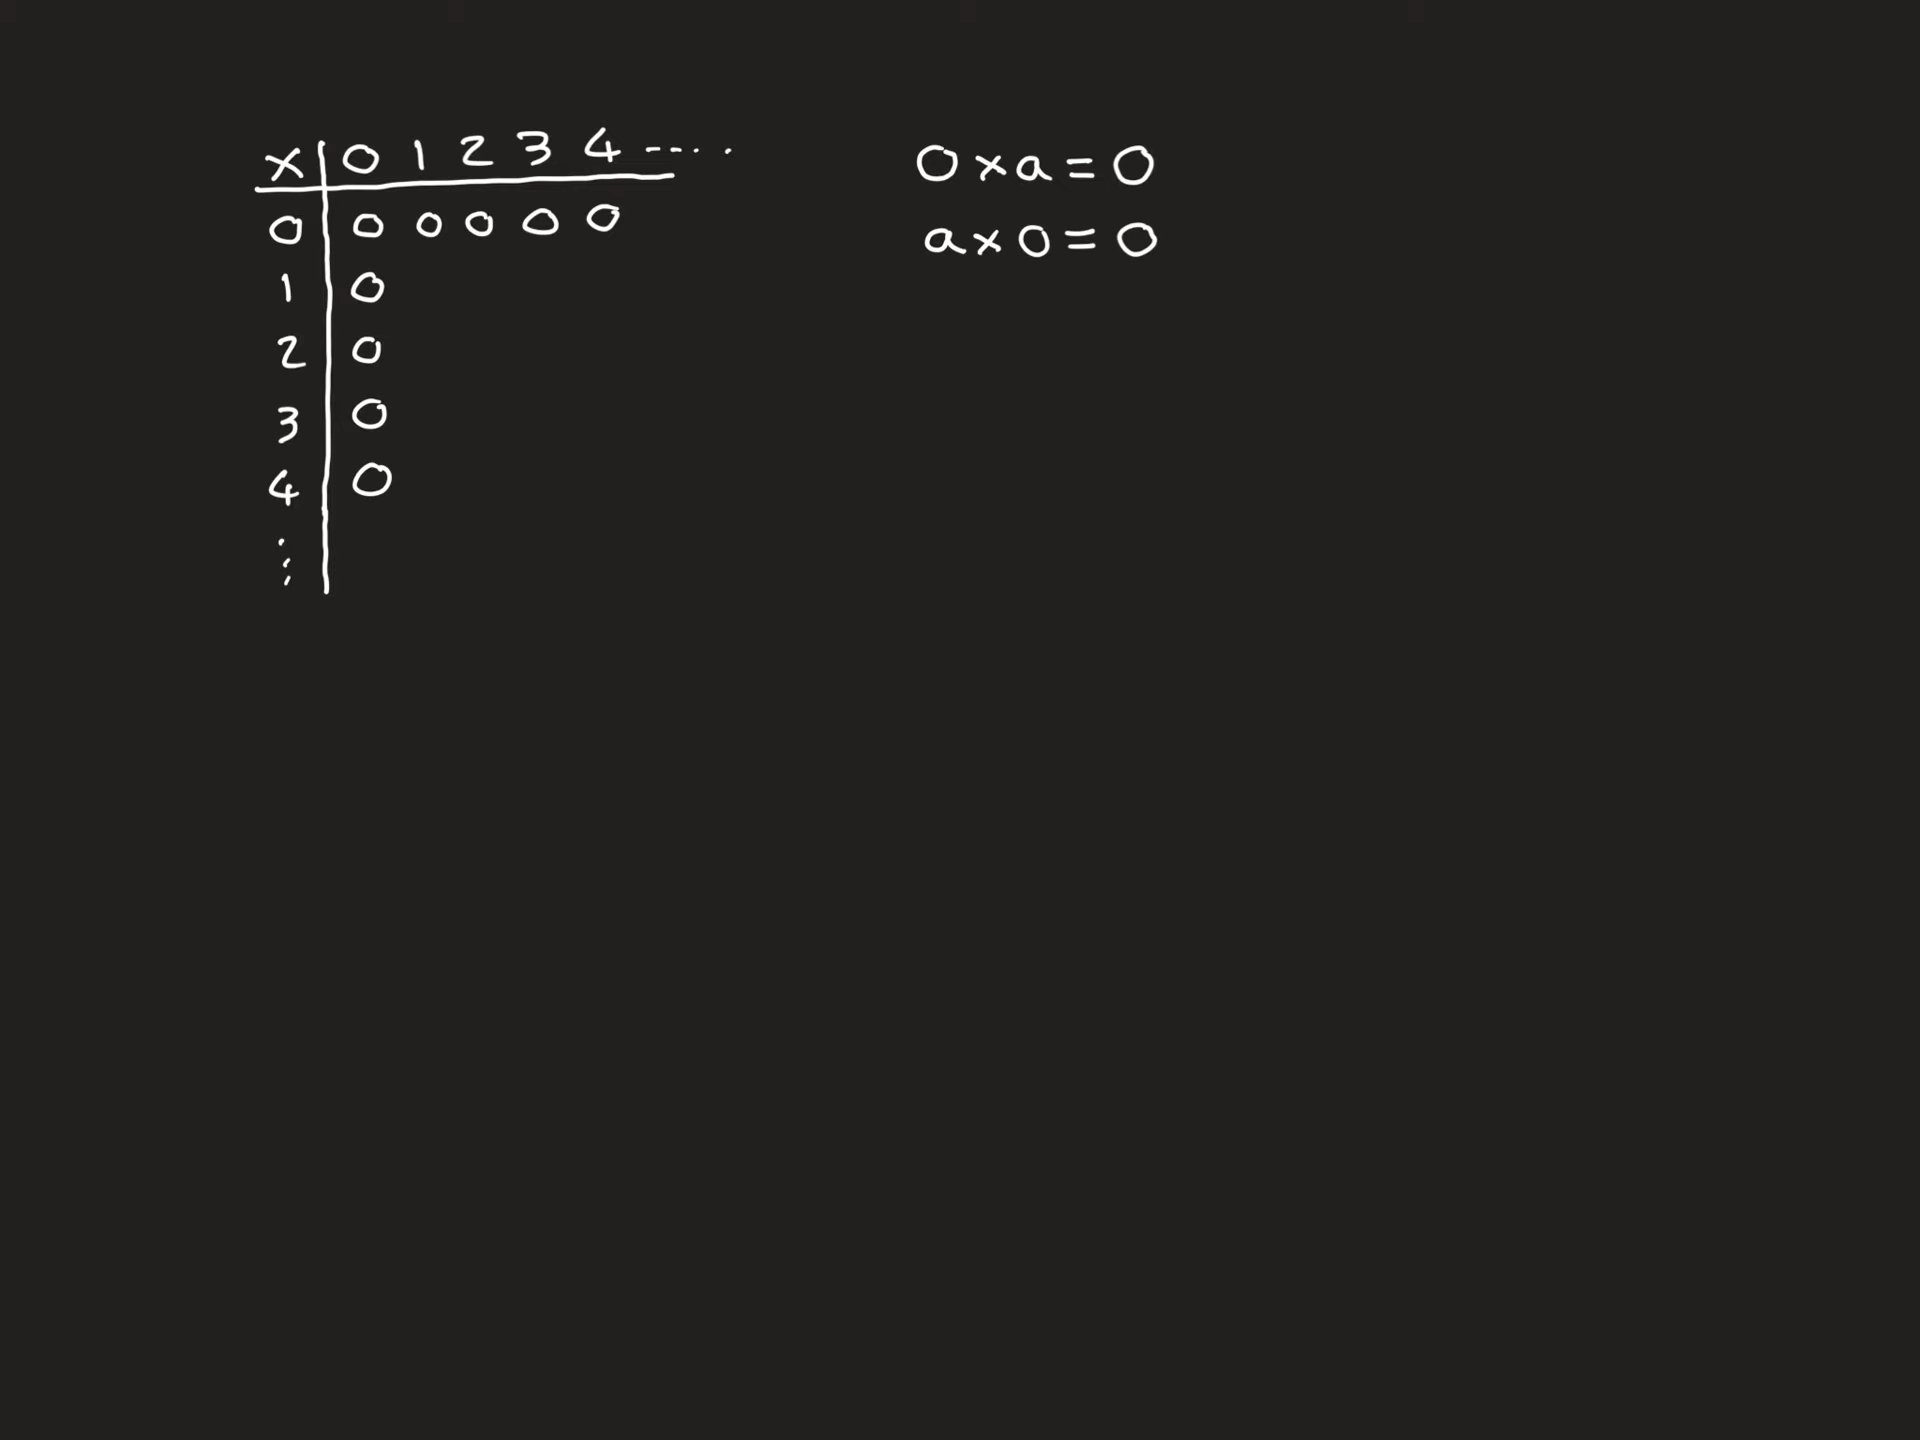 × 0 1 2 3 4 .....
0 0 0 0 0 0
1 0
2 0
3 0
4 0
⋮
0 × a = 0
a × 0 = 0